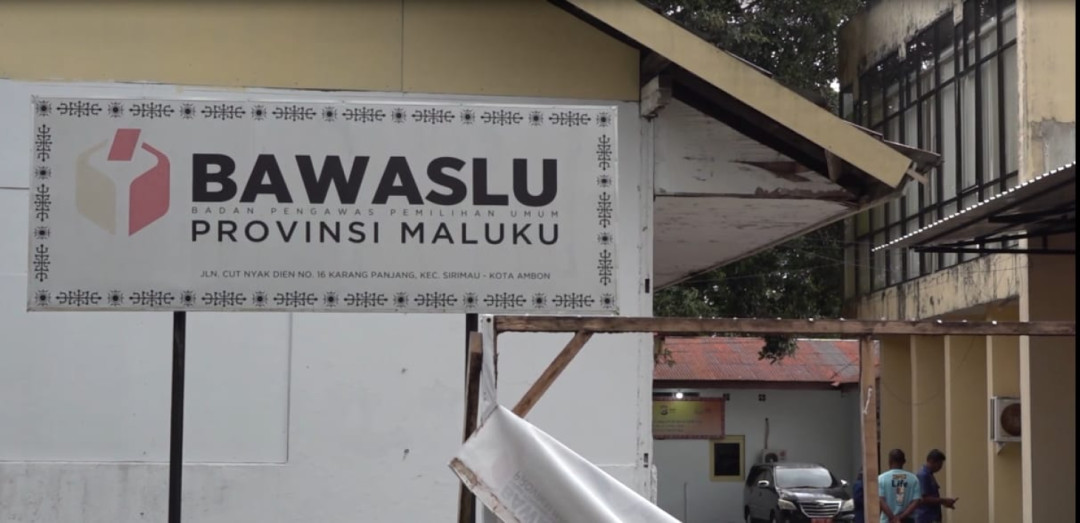 BAWASLU
BADAN PENGAWAS PEMILIHAN UMUM
PROVINSI MALUKU
JLN. CUT NYAK DIEN NO. 16 KARANG PANJANG, KEC. SIRIMAU - KOTA AMBON
Life